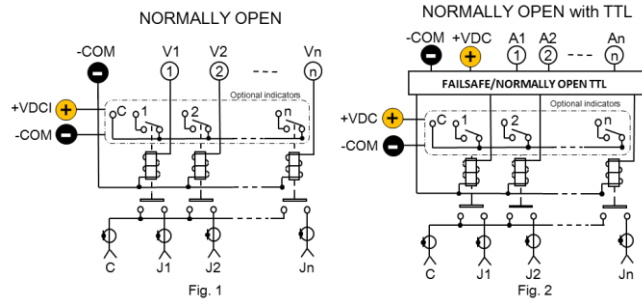 NORMALLY OPEN
-COM V1 V2 Vn
1 2 n
Optional indicators
+VDCI
-COM
C 1 2 n
C J1 J2 Jn
Fig. 1
NORMALLY OPEN with TTL
-COM +VDC A1 A2 An
1 2 n
FAILSAFE/NORMALLY OPEN TTL
Optional indicators
+VDC
-COM
C 1 2 n
C J1 J2 Jn
Fig. 2